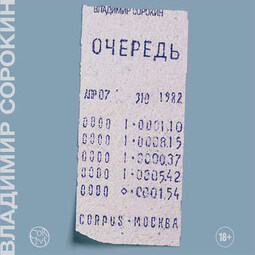 ВЛАДИМИР СОРОКИН
ВЛАДИМИР СОРОКИН
ОЧЕРЕДЬ
АПР 07 310 1982
0000 1·0001.10
0000 1·0008.15
0000 1·0000.37
0000 1·0005.42
0000 ◇·0001.54
CORPUS·МОСКВА
18+